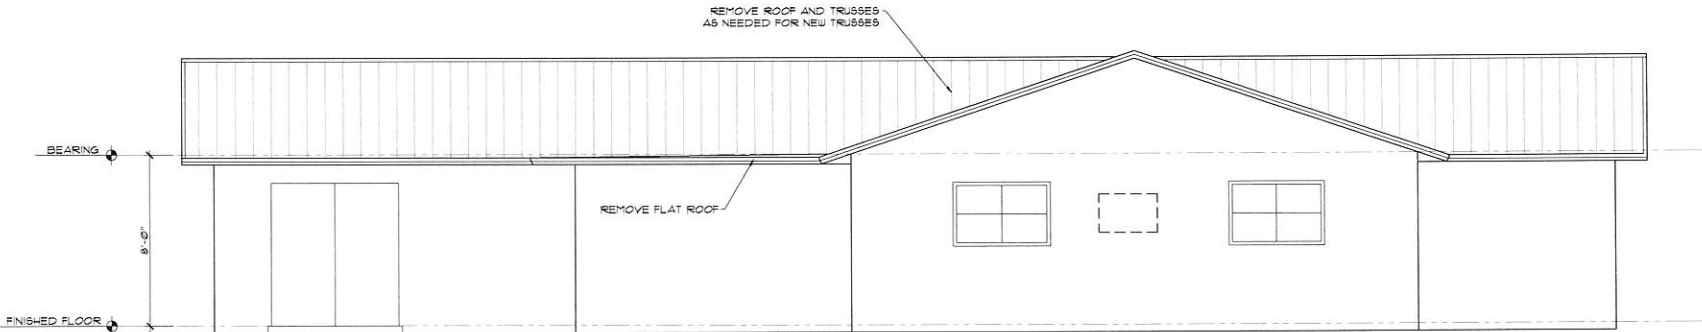 REMOVE ROOF AND TRUSSES
AS NEEDED FOR NEW TRUSSES
BEARING
REMOVE FLAT ROOF
8'-0"
FINISHED FLOOR